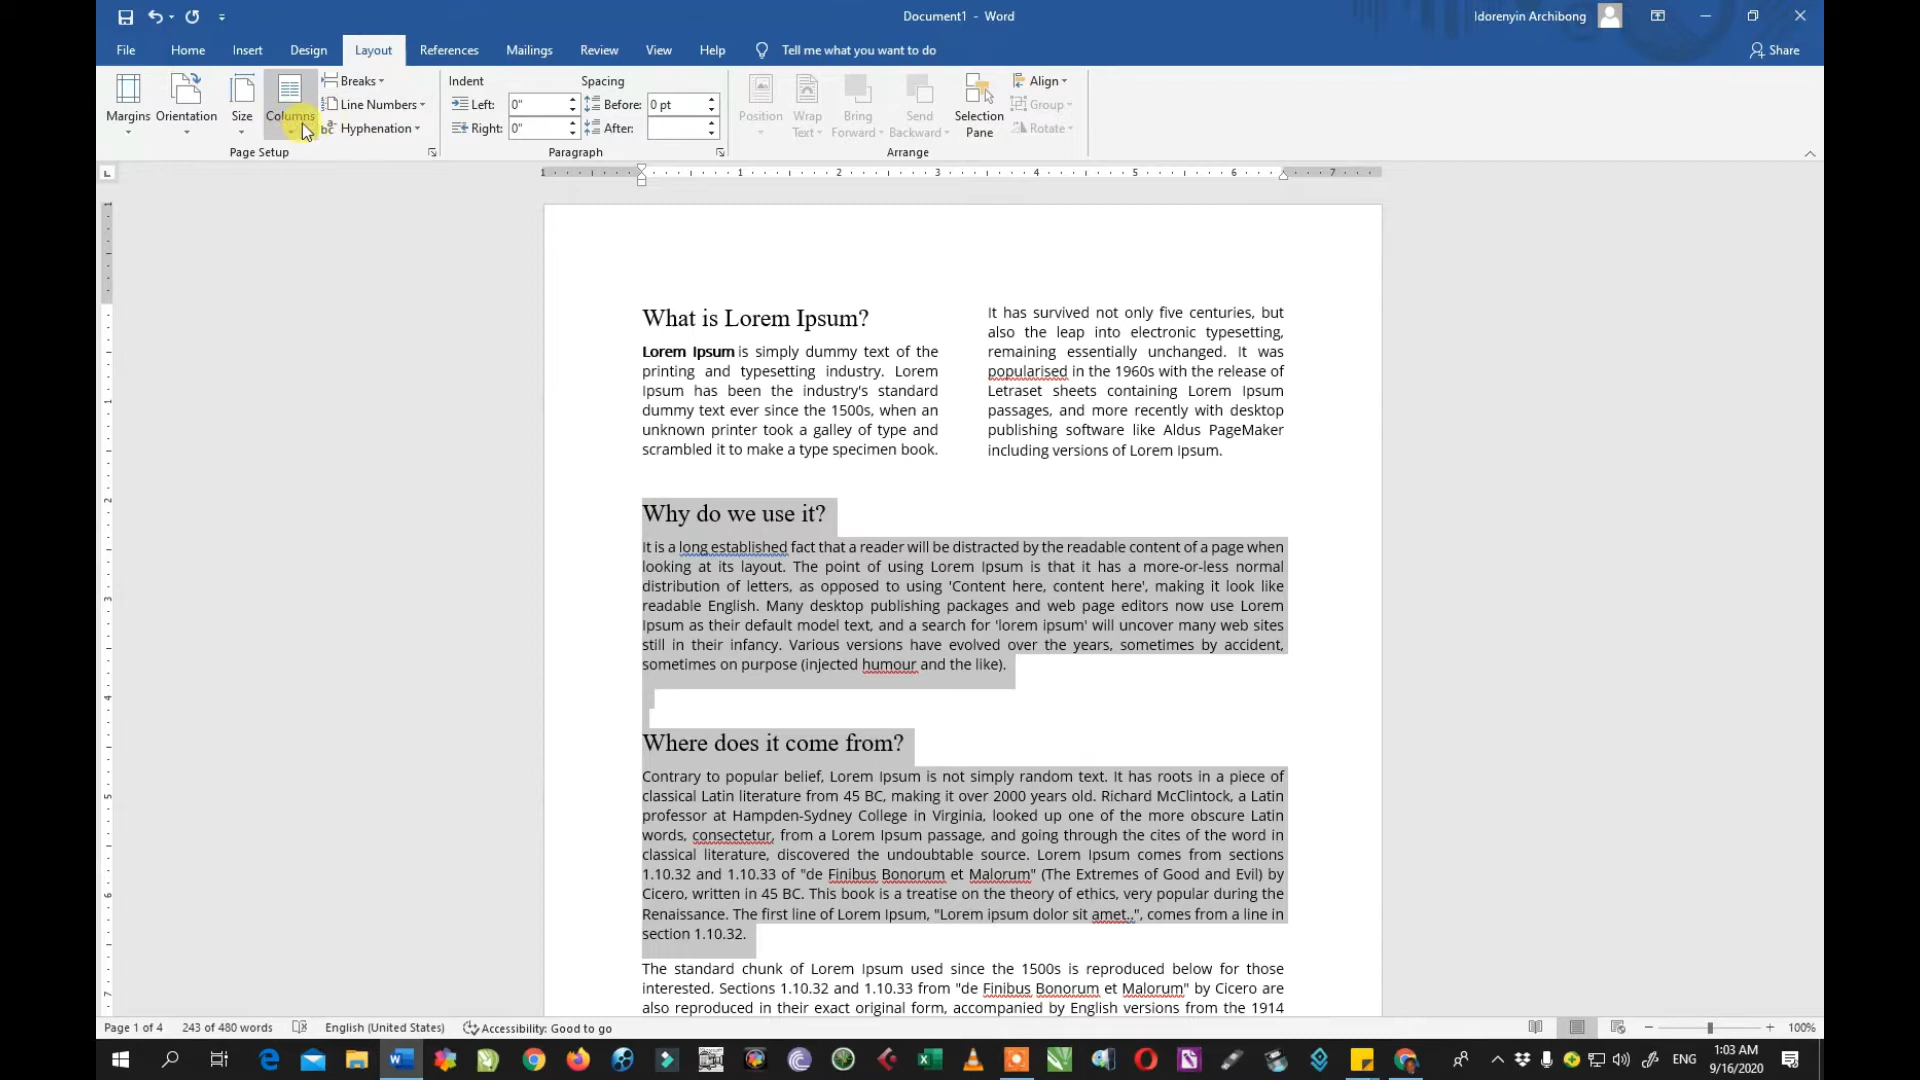 Document1 - Word
Idorenyin Archibong
File Home Insert Design Layout References Mailings Review View Help Tell me what you want to do Share
Margins Orientation Size Columns
Breaks
Line Numbers
Hyphenation
Page Setup
Indent Spacing
Left: 0" Before: 0 pt
Right: 0" After:
Paragraph
Position Wrap Text Bring Forward Send Backward Selection Pane
Align
Group
Rotate
Arrange
1 1 2 3 4 5 6 7
What is Lorem Ipsum?
Lorem Ipsum is simply dummy text of the
printing and typesetting industry. Lorem
Ipsum has been the industry's standard
dummy text ever since the 1500s, when an
unknown printer took a galley of type and
scrambled it to make a type specimen book.
It has survived not only five centuries, but
also the leap into electronic typesetting,
remaining essentially unchanged. It was
popularised in the 1960s with the release of
Letraset sheets containing Lorem Ipsum
passages, and more recently with desktop
publishing software like Aldus PageMaker
including versions of Lorem Ipsum.
Why do we use it?
It is a long established fact that a reader will be distracted by the readable content of a page when
looking at its layout. The point of using Lorem Ipsum is that it has a more-or-less normal
distribution of letters, as opposed to using 'Content here, content here', making it look like
readable English. Many desktop publishing packages and web page editors now use Lorem
Ipsum as their default model text, and a search for 'lorem ipsum' will uncover many web sites
still in their infancy. Various versions have evolved over the years, sometimes by accident,
sometimes on purpose (injected humour and the like).
Where does it come from?
Contrary to popular belief, Lorem Ipsum is not simply random text. It has roots in a piece of
classical Latin literature from 45 BC, making it over 2000 years old. Richard McClintock, a Latin
professor at Hampden-Sydney College in Virginia, looked up one of the more obscure Latin
words, consectetur, from a Lorem Ipsum passage, and going through the cites of the word in
classical literature, discovered the undoubtable source. Lorem Ipsum comes from sections
1.10.32 and 1.10.33 of "de Finibus Bonorum et Malorum" (The Extremes of Good and Evil) by
Cicero, written in 45 BC. This book is a treatise on the theory of ethics, very popular during the
Renaissance. The first line of Lorem Ipsum, "Lorem ipsum dolor sit amet..", comes from a line in
section 1.10.32.
The standard chunk of Lorem Ipsum used since the 1500s is reproduced below for those
interested. Sections 1.10.32 and 1.10.33 from "de Finibus Bonorum et Malorum" by Cicero are
also reproduced in their exact original form, accompanied by English versions from the 1914
Page 1 of 4 243 of 480 words English (United States) Accessibility: Good to go 100%
ENG 1:03 AM
9/16/2020